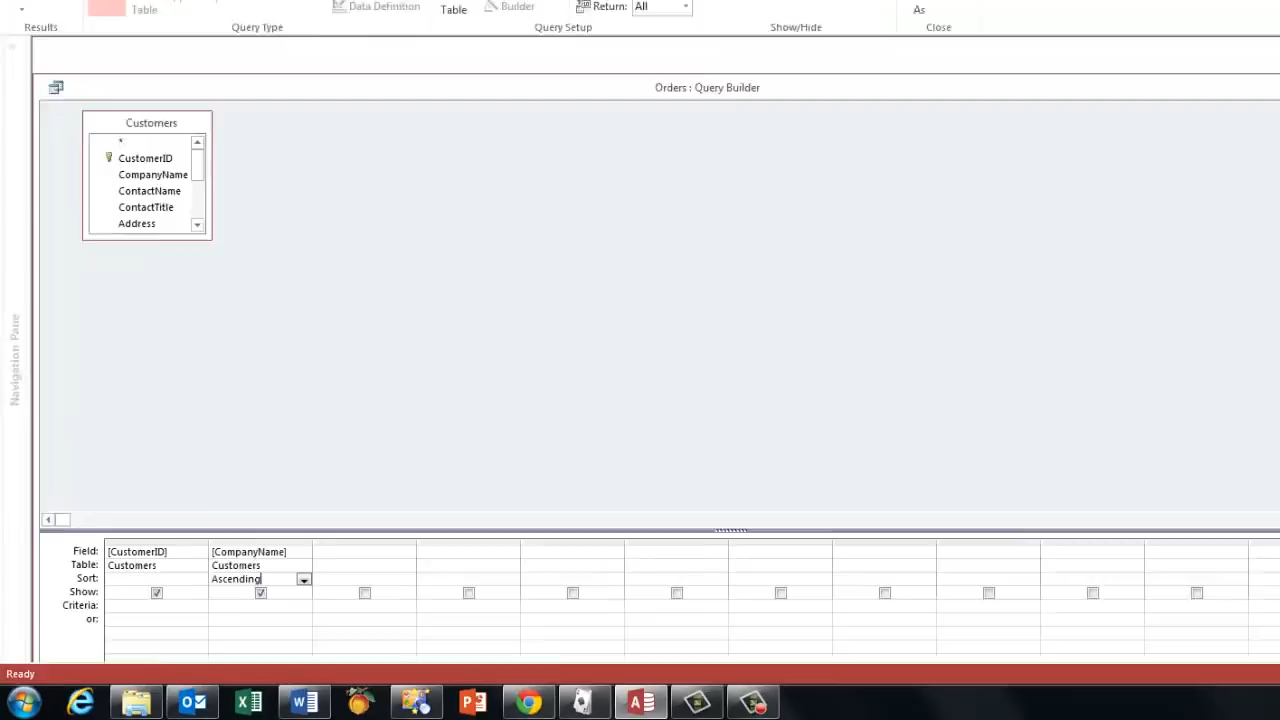 Table
Data Definition
Table
Builder
Return: All
As
Results
Query Type
Query Setup
Show/Hide
Close
Orders : Query Builder
Customers
*
CustomerID
CompanyName
ContactName
ContactTitle
Address
Navigation Pane
Field: [CustomerID] [CompanyName]
Table: Customers Customers
Sort: Ascending
Show:
Criteria:
or:
Ready